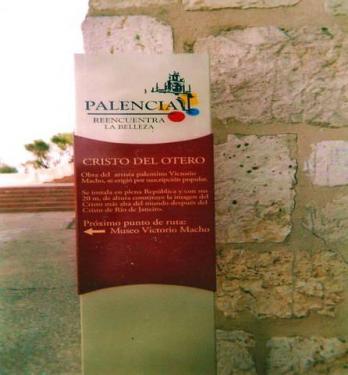 PALENCIA
REENCUENTRA
LA BELLEZA
CRISTO DEL OTERO
Obra del artista palentino Victorio
Macho, se erigió por suscripción popular.
Se instala en plena República y con sus
20 m. de altura constituye la imagen del
Cristo más alta del mundo después del
Cristo de Río de Janeiro.
Próximo punto de ruta:
Museo Victorio Macho